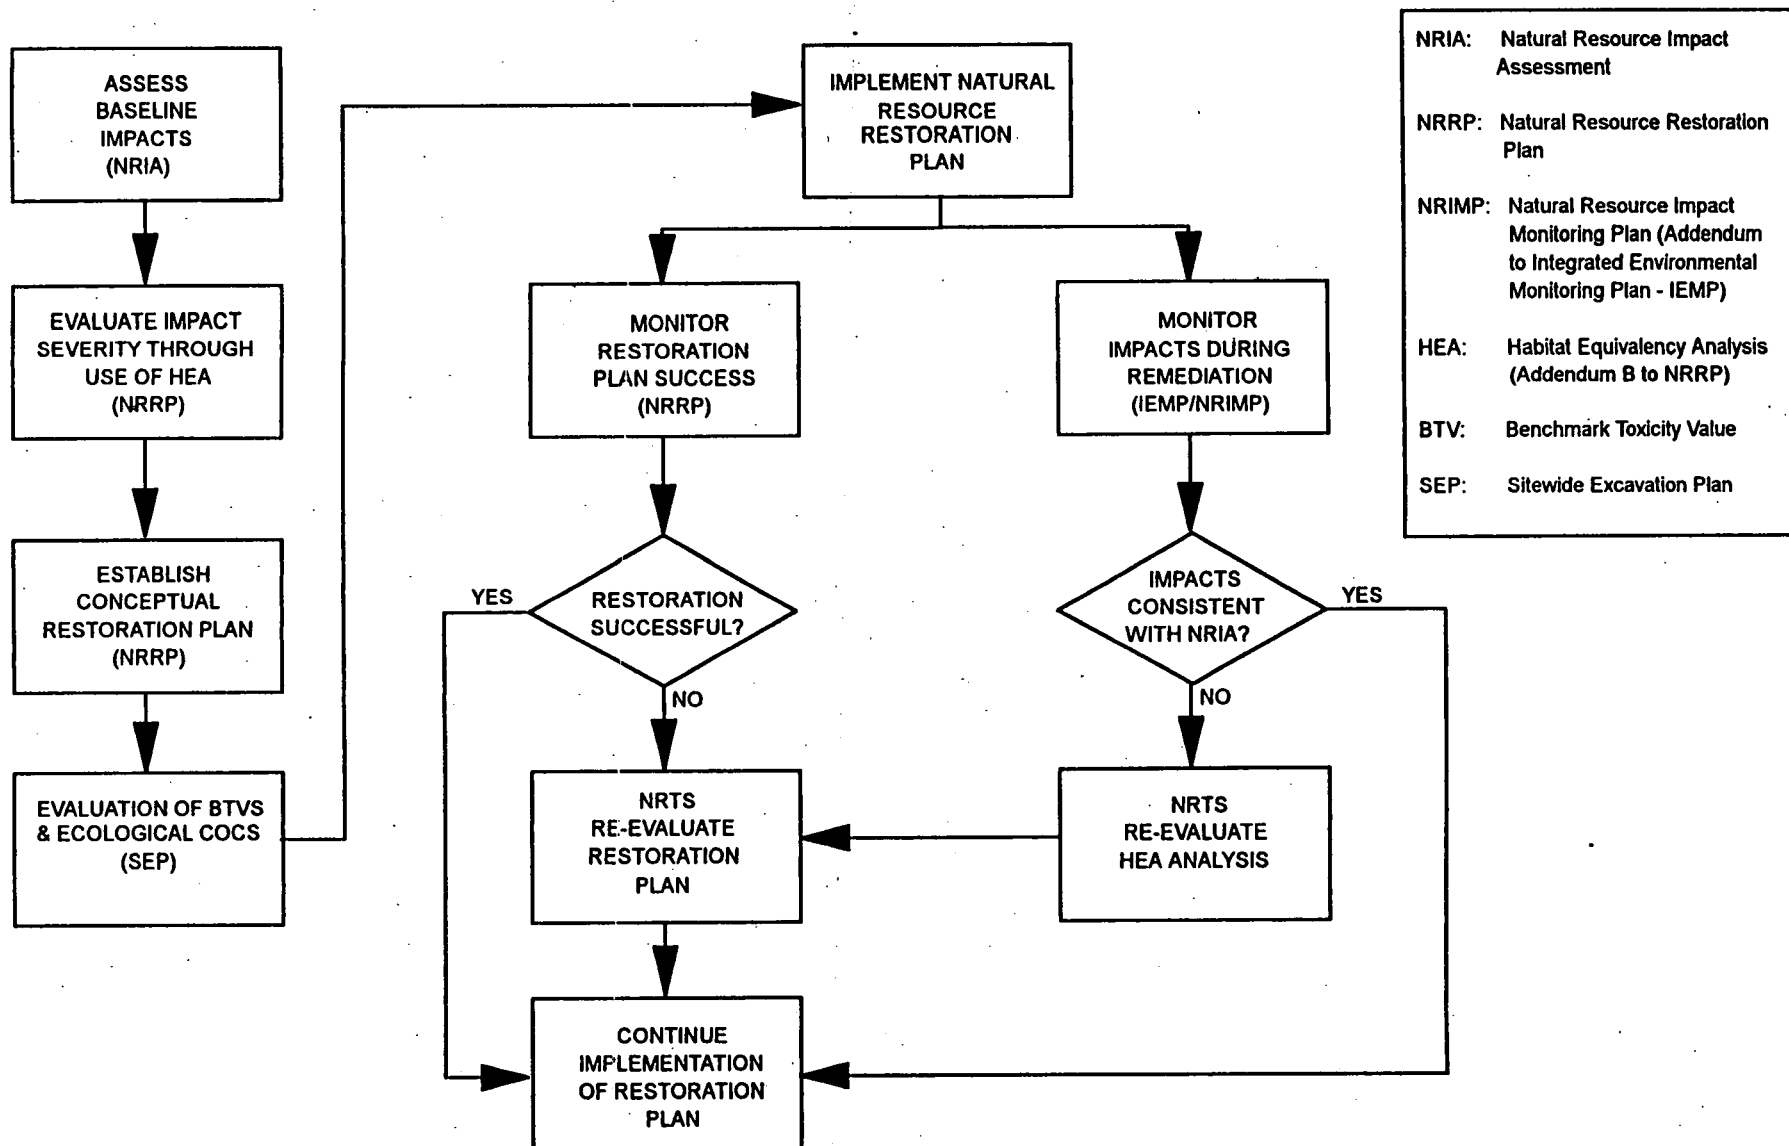 ASSESS
BASELINE
IMPACTS
(NRIA)
EVALUATE IMPACT
SEVERITY THROUGH
USE OF HEA
(NRRP)
ESTABLISH
CONCEPTUAL
RESTORATION PLAN
(NRRP)
EVALUATION OF BTVS
& ECOLOGICAL COCS
(SEP)
IMPLEMENT NATURAL
RESOURCE
RESTORATION
PLAN
MONITOR
RESTORATION
PLAN SUCCESS
(NRRP)
MONITOR
IMPACTS DURING
REMEDIATION
(IEMP/NRIMP)
YES
RESTORATION
SUCCESSFUL?
NO
IMPACTS
CONSISTENT
WITH NRIA?
YES
NO
NRTS
RE-EVALUATE
RESTORATION
PLAN
NRTS
RE-EVALUATE
HEA ANALYSIS
CONTINUE
IMPLEMENTATION
OF RESTORATION
PLAN
NRIA: Natural Resource Impact
Assessment
NRRP: Natural Resource Restoration
Plan
NRIMP: Natural Resource Impact
Monitoring Plan (Addendum
to Integrated Environmental
Monitoring Plan - IEMP)
HEA: Habitat Equivalency Analysis
(Addendum B to NRRP)
BTV: Benchmark Toxicity Value
SEP: Sitewide Excavation Plan